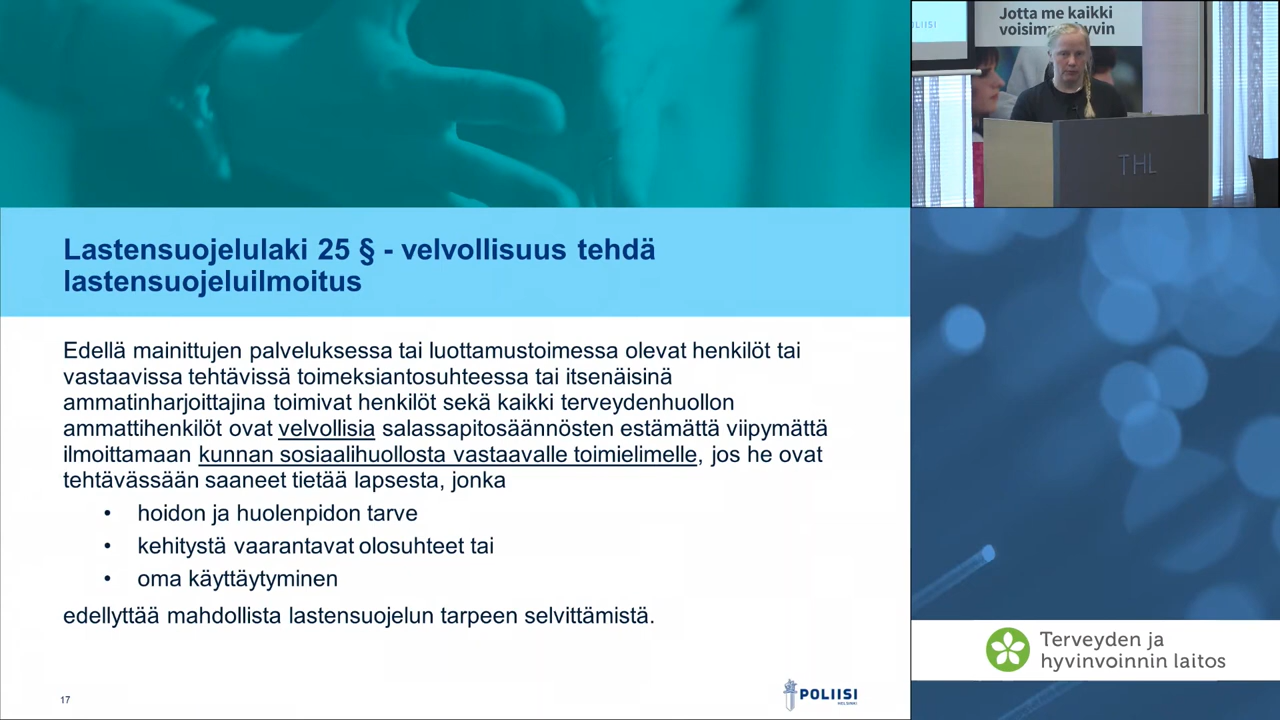 Lastensuojelulaki 25 § - velvollisuus tehdä
lastensuojeluilmoitus
Edellä mainittujen palveluksessa tai luottamustoimessa olevat henkilöt tai
vastaavissa tehtävissä toimeksiantosuhteessa tai itsenäisinä
ammatinharjoittajina toimivat henkilöt sekä kaikki terveydenhuollon
ammattihenkilöt ovat velvollisia salassapitosäännösten estämättä viipymättä
ilmoittamaan kunnan sosiaalihuollosta vastaavalle toimielimelle, jos he ovat
tehtävässään saaneet tietää lapsesta, jonka
• hoidon ja huolenpidon tarve
• kehitystä vaarantavat olosuhteet tai
• oma käyttäytyminen
edellyttää mahdollista lastensuojelun tarpeen selvittämistä.
17
POLIISI
HELSINKI
Jotta me kaikki
THL
Terveyden ja
hyvinvoinnin laitos